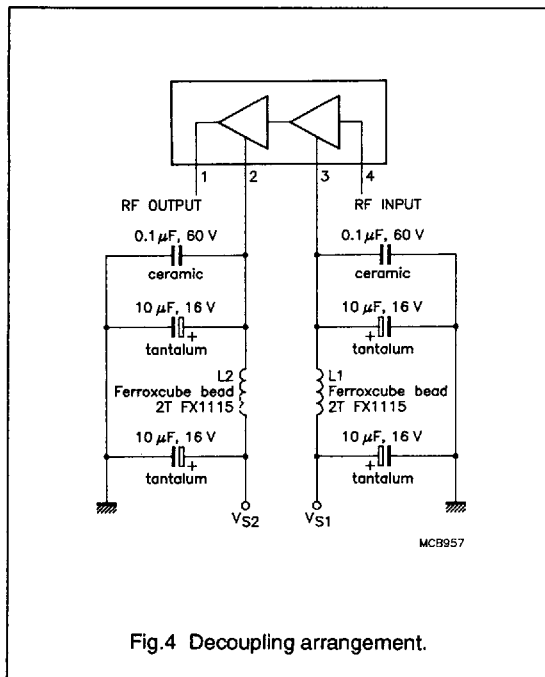 1 2 3 4
RF OUTPUT RF INPUT
0.1 µF, 60 V 0.1 µF, 60 V
ceramic ceramic
10 µF, 16 V 10 µF, 16 V
+ +
tantalum tantalum
L2 L1
Ferroxcube bead Ferroxcube bead
2T FX1115 2T FX1115
10 µF, 16 V 10 µF, 16 V
+ +
tantalum tantalum
VS2 VS1
MCB957
Fig.4 Decoupling arrangement.